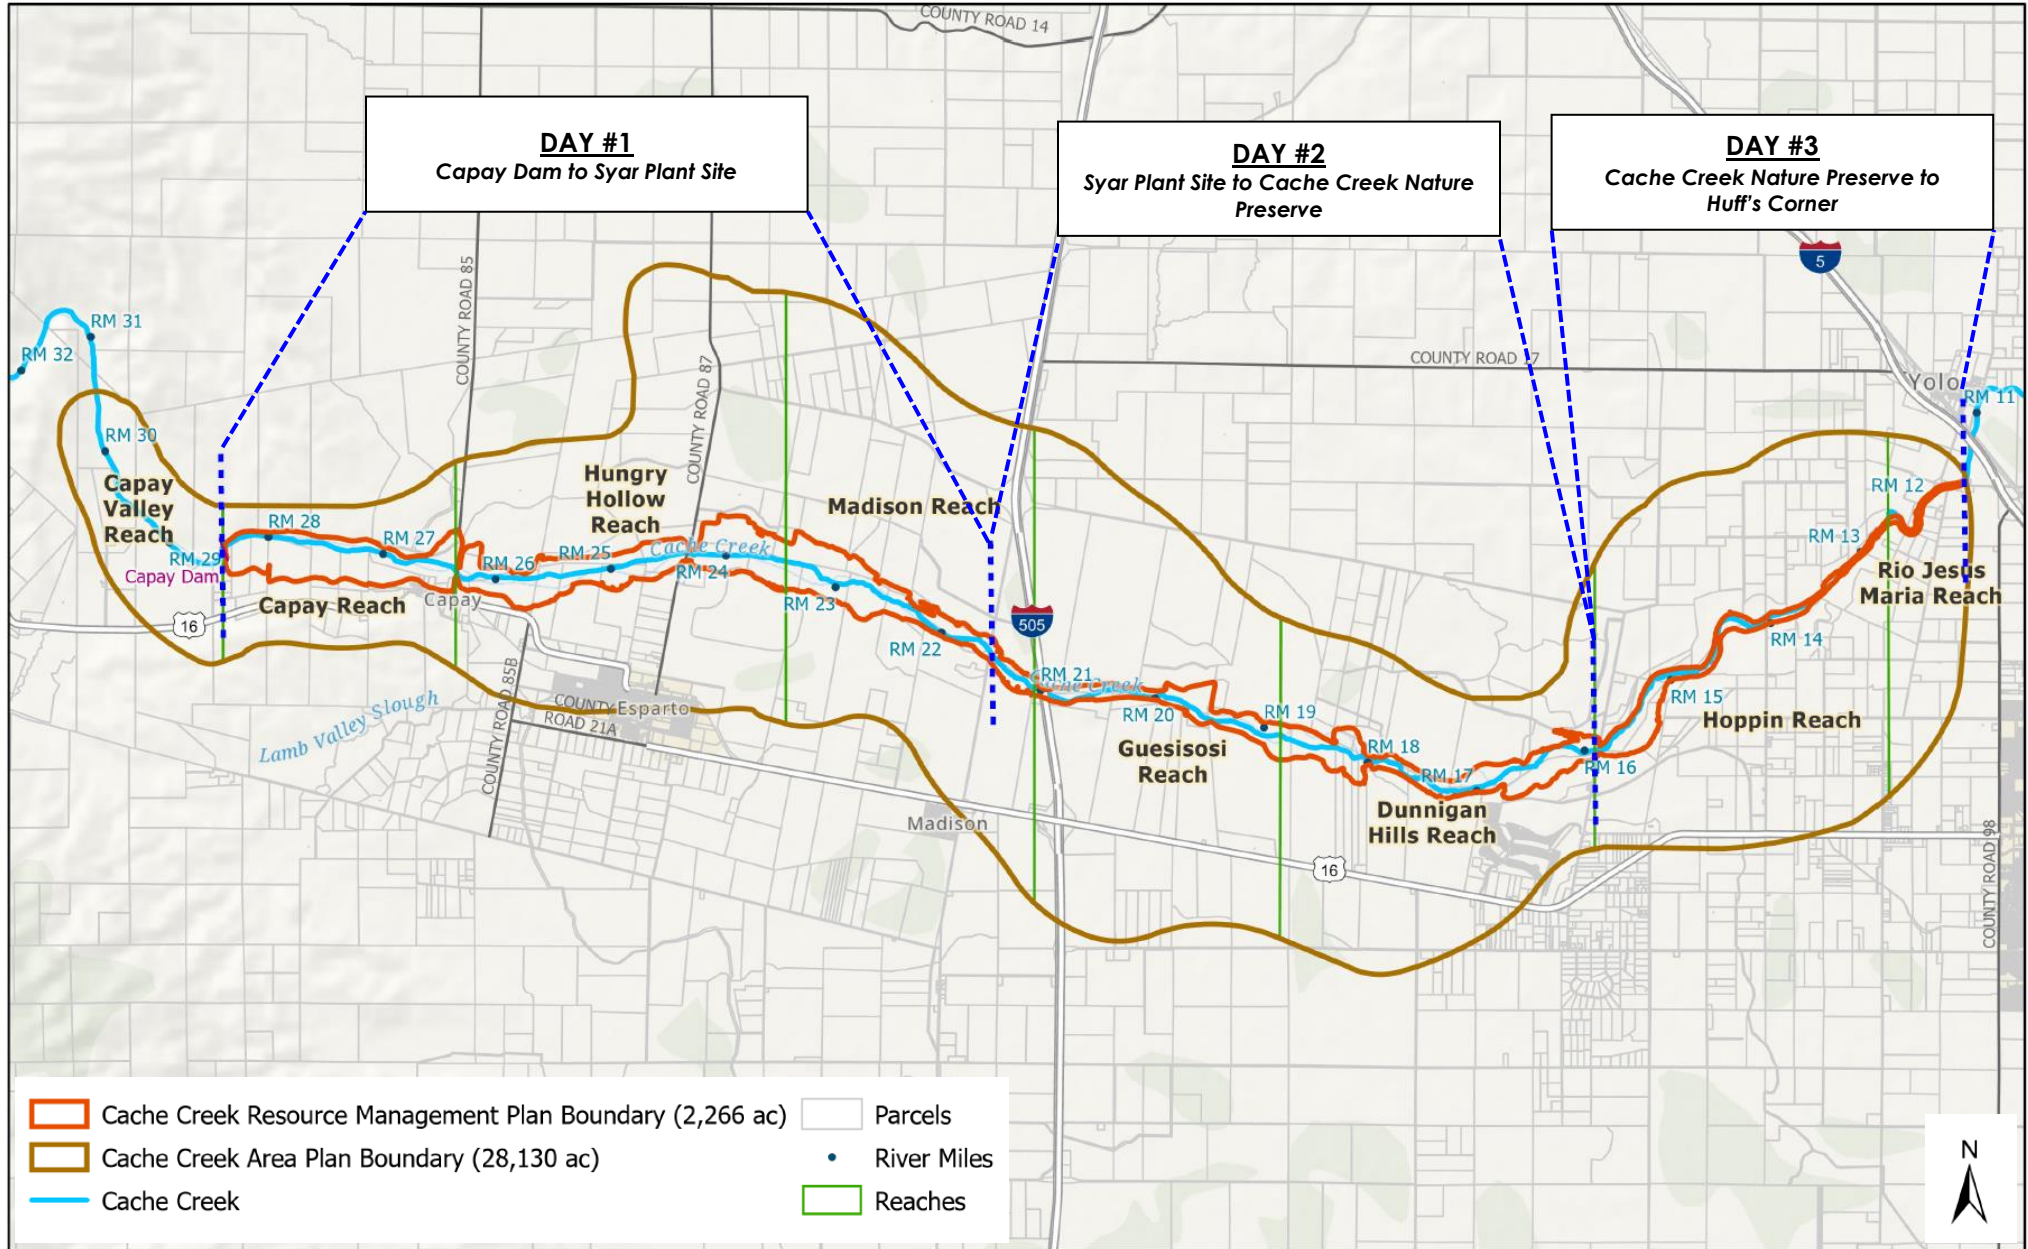 COUNTY ROAD 14
DAY #1
Capay Dam to Syar Plant Site
DAY #2
Syar Plant Site to Cache Creek Nature
Preserve
DAY #3
Cache Creek Nature Preserve to
Huff's Corner
5
COUNTY ROAD 85
COUNTY ROAD 87
COUNTY ROAD 7
RM 31
RM 32
RM 30
Yolo
RM 11
Capay
Valley
Reach
Hungry
Hollow
Reach
Madison Reach
RM 12
RM 28
RM 27
RM 29
Capay Dam
RM 26
RM 25
Cache Creek
RM 24
RM 23
RM 22
RM 13
Rio Jesus
Maria Reach
Capay Reach
Capay
16
505
RM 14
RM 21
Cache Creek
RM 20
RM 19
RM 18
RM 17
RM 16
RM 15
Hoppin Reach
Guesisosi
Reach
Dunnigan
Hills Reach
Lamb Valley Slough
COUNTY ROAD 85B
COUNTY
ROAD 21A
Esparto
Madison
16
COUNTY ROAD 98
Cache Creek Resource Management Plan Boundary (2,266 ac)
Cache Creek Area Plan Boundary (28,130 ac)
Cache Creek
Parcels
River Miles
Reaches
N